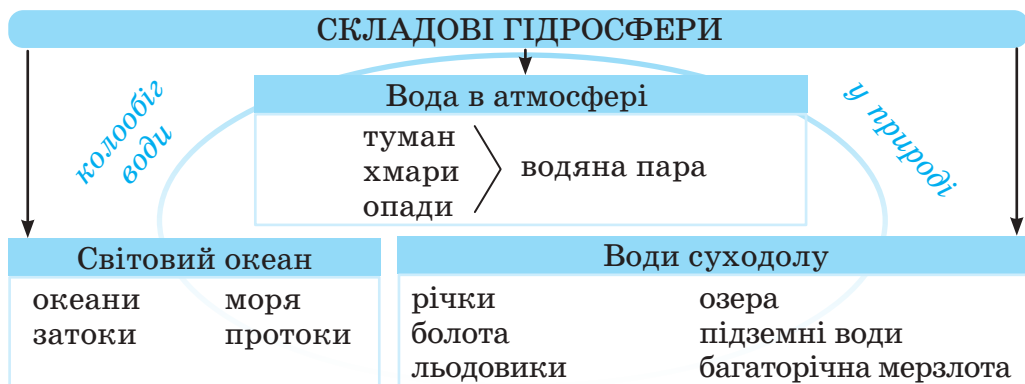 СКЛАДОВІ ГІДРОСФЕРИ
колообіг
води
у природі
Вода в атмосфері
туман
хмари
опади
водяна пара
Світовий океан
океани моря
затоки протоки
Води суходолу
річки озера
болота підземні води
льодовики багаторічна мерзлота